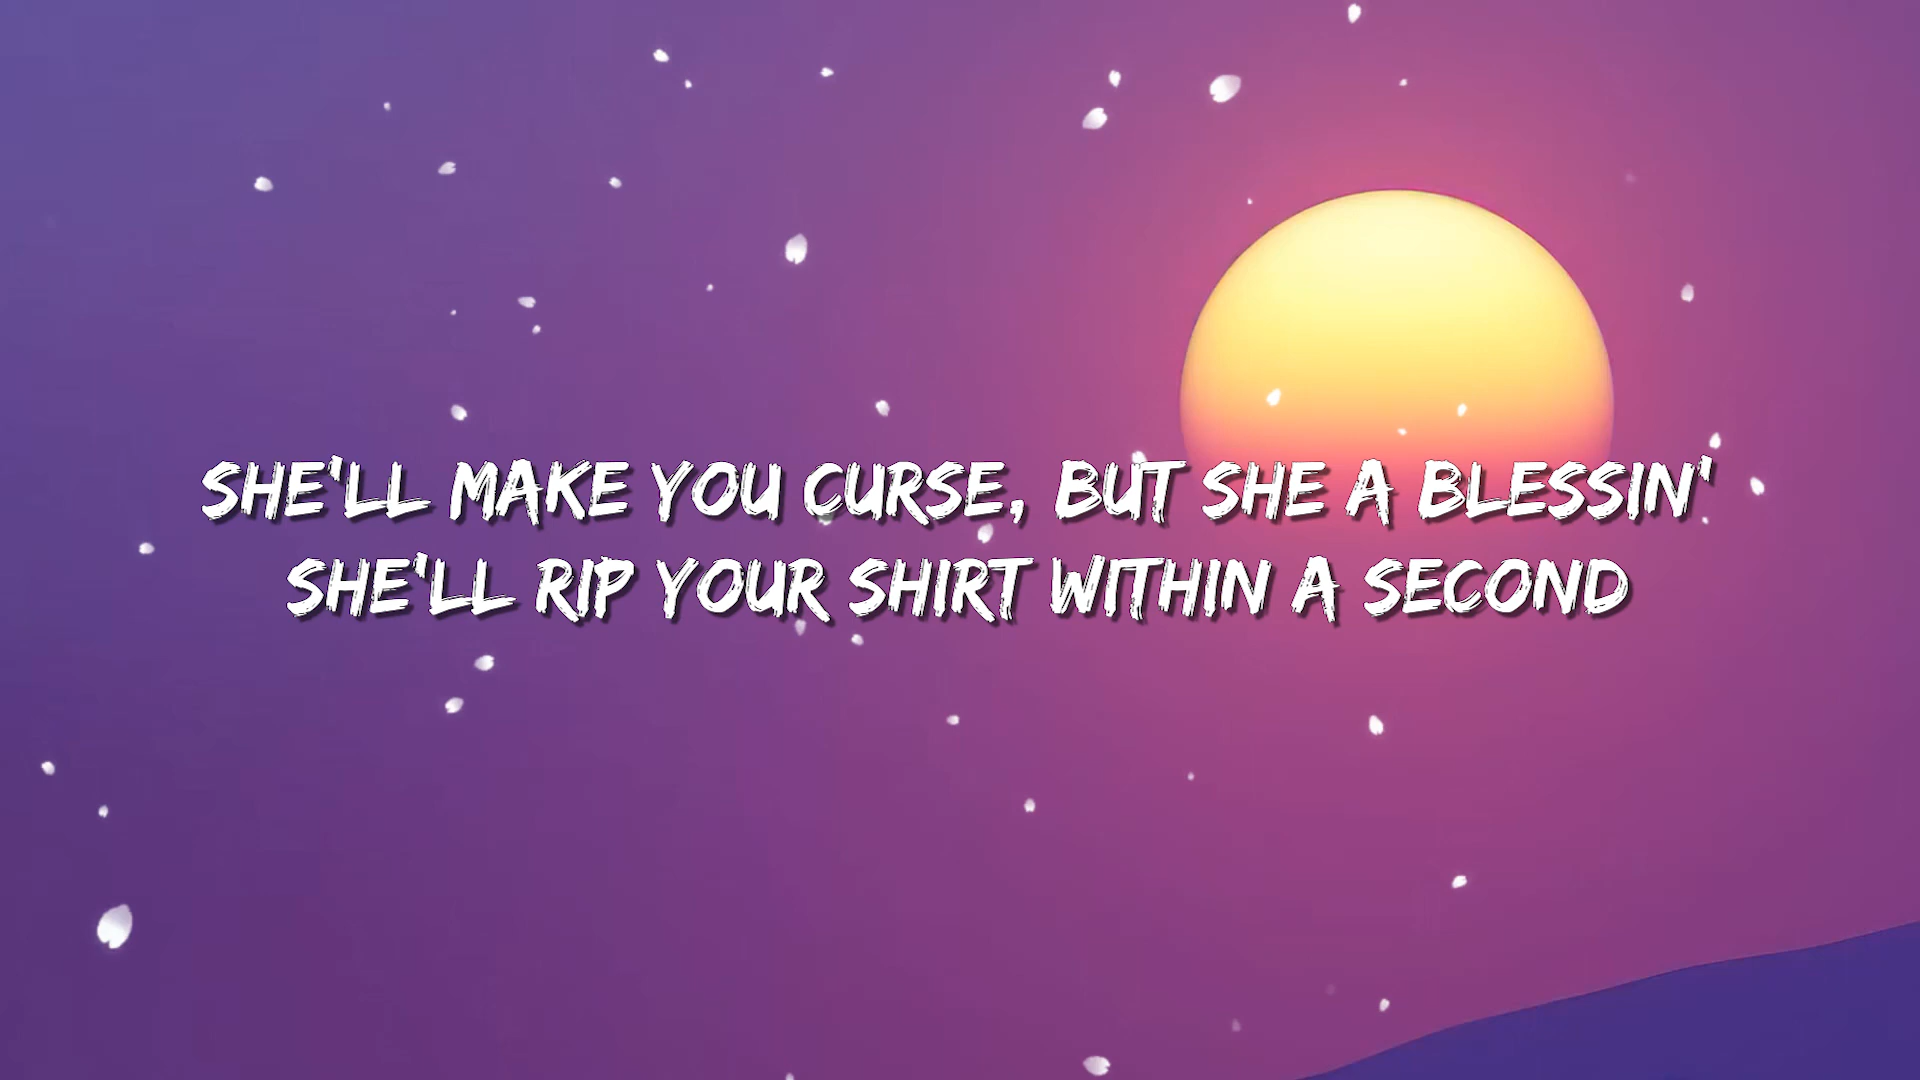 SHE'LL MAKE YOU CURSE, BUT SHE A BLESSIN'
SHE'LL RIP YOUR SHIRT WITHIN A SECOND